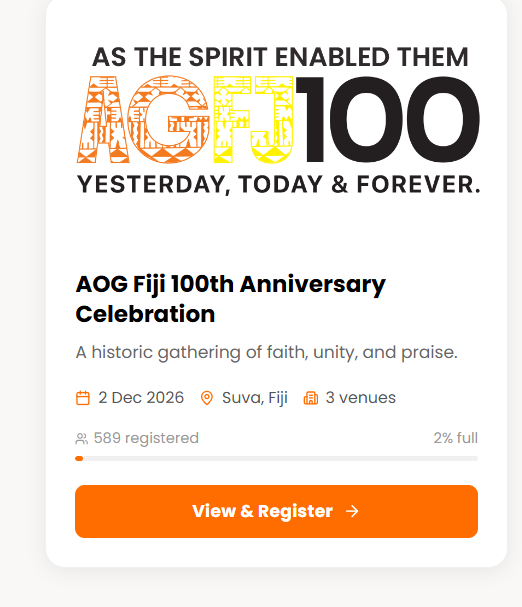 AS THE SPIRIT ENABLED THEM
AGFJ100
YESTERDAY, TODAY & FOREVER.
AOG Fiji 100th Anniversary
Celebration
A historic gathering of faith, unity, and praise.
2 Dec 2026 Suva, Fiji 3 venues
589 registered 2% full
View & Register →